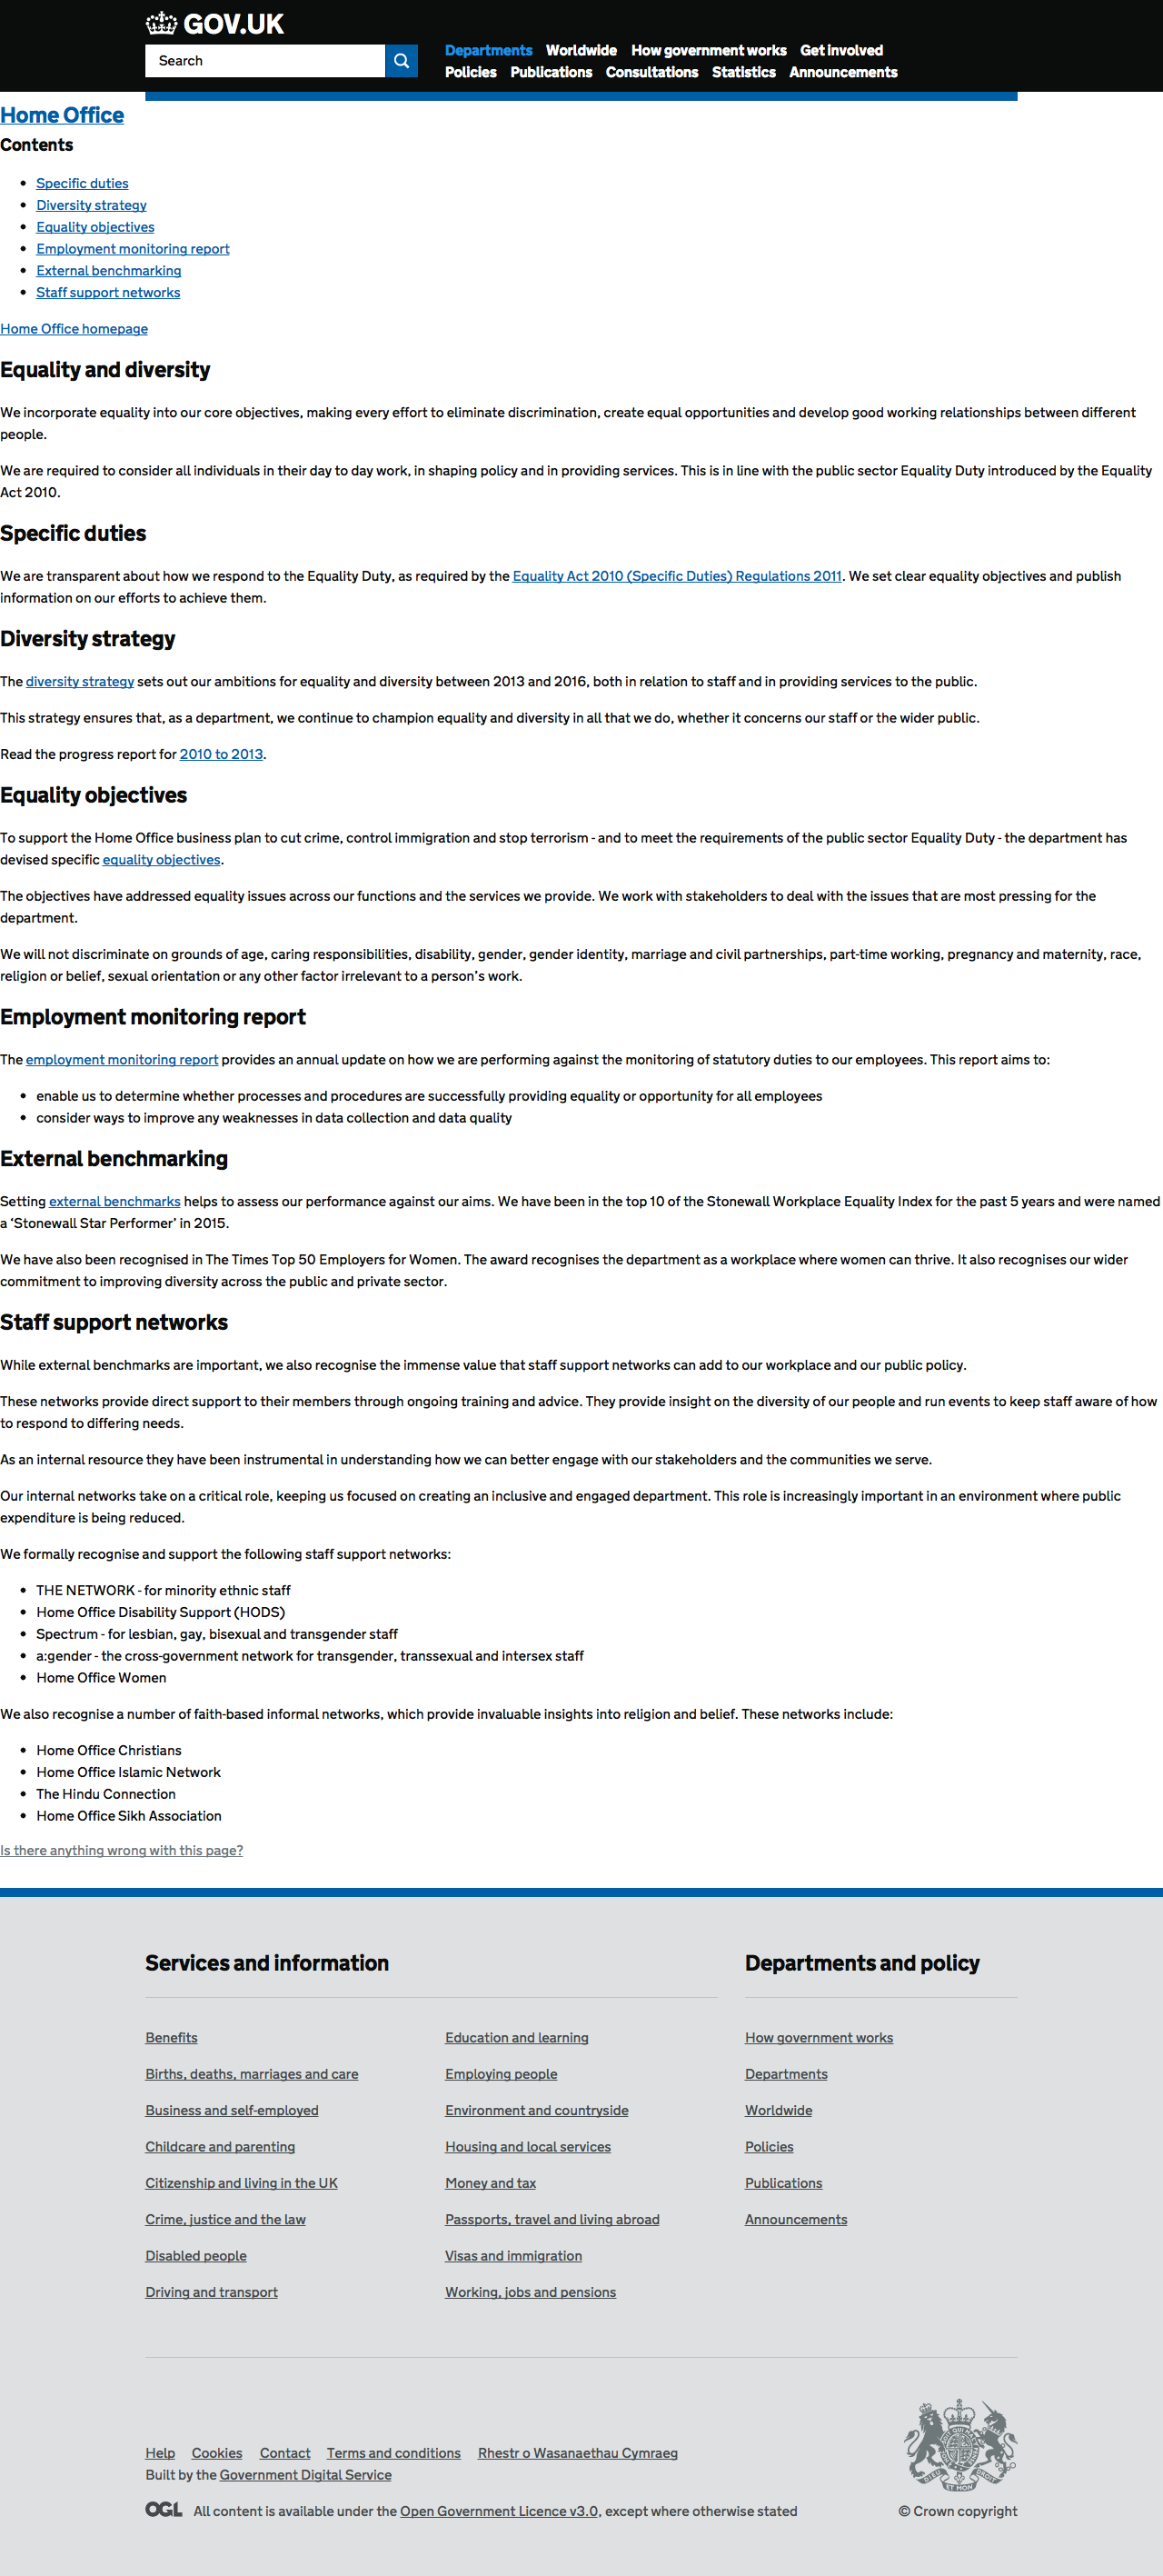 GOV.UK
Search
Departments Worldwide How government works Get involved
Policies Publications Consultations Statistics Announcements
Home Office
Contents
Specific duties
Diversity strategy
Equality objectives
Employment monitoring report
External benchmarking
Staff support networks
Home Office homepage
Equality and diversity
We incorporate equality into our core objectives, making every effort to eliminate discrimination, create equal opportunities and develop good working relationships between different
people.
We are required to consider all individuals in their day to day work, in shaping policy and in providing services. This is in line with the public sector Equality Duty introduced by the Equality
Act 2010.
Specific duties
We are transparent about how we respond to the Equality Duty, as required by the Equality Act 2010 (Specific Duties) Regulations 2011. We set clear equality objectives and publish
information on our efforts to achieve them.
Diversity strategy
The diversity strategy sets out our ambitions for equality and diversity between 2013 and 2016, both in relation to staff and in providing services to the public.
This strategy ensures that, as a department, we continue to champion equality and diversity in all that we do, whether it concerns our staff or the wider public.
Read the progress report for 2010 to 2013.
Equality objectives
To support the Home Office business plan to cut crime, control immigration and stop terrorism - and to meet the requirements of the public sector Equality Duty - the department has
devised specific equality objectives.
The objectives have addressed equality issues across our functions and the services we provide. We work with stakeholders to deal with the issues that are most pressing for the
department.
We will not discriminate on grounds of age, caring responsibilities, disability, gender, gender identity, marriage and civil partnerships, part-time working, pregnancy and maternity, race,
religion or belief, sexual orientation or any other factor irrelevant to a person's work.
Employment monitoring report
The employment monitoring report provides an annual update on how we are performing against the monitoring of statutory duties to our employees. This report aims to:
enable us to determine whether processes and procedures are successfully providing equality or opportunity for all employees
consider ways to improve any weaknesses in data collection and data quality
External benchmarking
Setting external benchmarks helps to assess our performance against our aims. We have been in the top 10 of the Stonewall Workplace Equality Index for the past 5 years and were named
a ‘Stonewall Star Performer’ in 2015.
We have also been recognised in The Times Top 50 Employers for Women. The award recognises the department as a workplace where women can thrive. It also recognises our wider
commitment to improving diversity across the public and private sector.
Staff support networks
While external benchmarks are important, we also recognise the immense value that staff support networks can add to our workplace and our public policy.
These networks provide direct support to their members through ongoing training and advice. They provide insight on the diversity of our people and run events to keep staff aware of how
to respond to differing needs.
As an internal resource they have been instrumental in understanding how we can better engage with our stakeholders and the communities we serve.
Our internal networks take on a critical role, keeping us focused on creating an inclusive and engaged department. This role is increasingly important in an environment where public
expenditure is being reduced.
We formally recognise and support the following staff support networks:
THE NETWORK - for minority ethnic staff
Home Office Disability Support (HODS)
Spectrum - for lesbian, gay, bisexual and transgender staff
a:gender - the cross-government network for transgender, transsexual and intersex staff
Home Office Women
We also recognise a number of faith-based informal networks, which provide invaluable insights into religion and belief. These networks include:
Home Office Christians
Home Office Islamic Network
The Hindu Connection
Home Office Sikh Association
Is there anything wrong with this page?
Services and information
Benefits
Births, deaths, marriages and care
Business and self-employed
Childcare and parenting
Citizenship and living in the UK
Crime, justice and the law
Disabled people
Driving and transport
Education and learning
Employing people
Environment and countryside
Housing and local services
Money and tax
Passports, travel and living abroad
Visas and immigration
Working, jobs and pensions
Departments and policy
How government works
Departments
Worldwide
Policies
Publications
Announcements
Help Cookies Contact Terms and conditions Rhestr o Wasanaethau Cymraeg
Built by the Government Digital Service
OGL All content is available under the Open Government Licence v3.0, except where otherwise stated
© Crown copyright